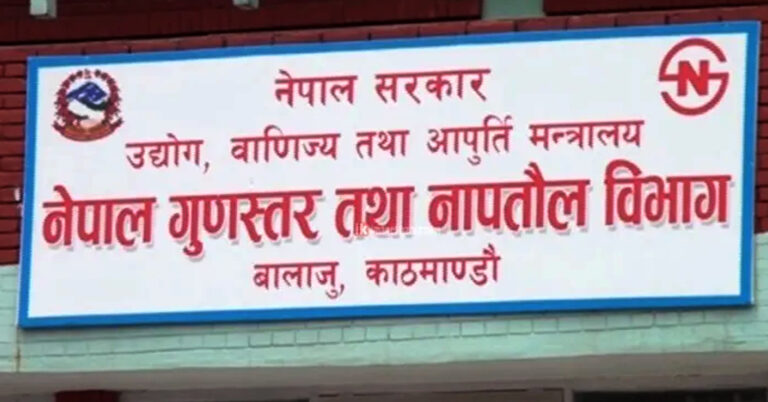 नेपाल सरकार
उद्योग, वाणिज्य तथा आपुर्ति मन्त्रालय
नेपाल गुणस्तर तथा नापतौल विभाग
बालाजु, काठमाण्डौ
N